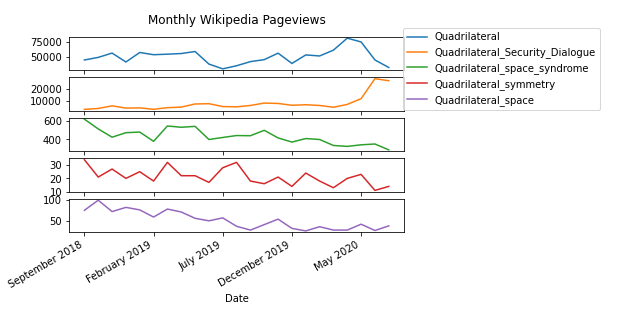 Monthly Wikipedia Pageviews
75000
50000
20000
10000
600
400
30
20
10
100
50
September 2018
February 2019
July 2019
December 2019
May 2020
Date
Quadrilateral
Quadrilateral_Security_Dialogue
Quadrilateral_space_syndrome
Quadrilateral_symmetry
Quadrilateral_space